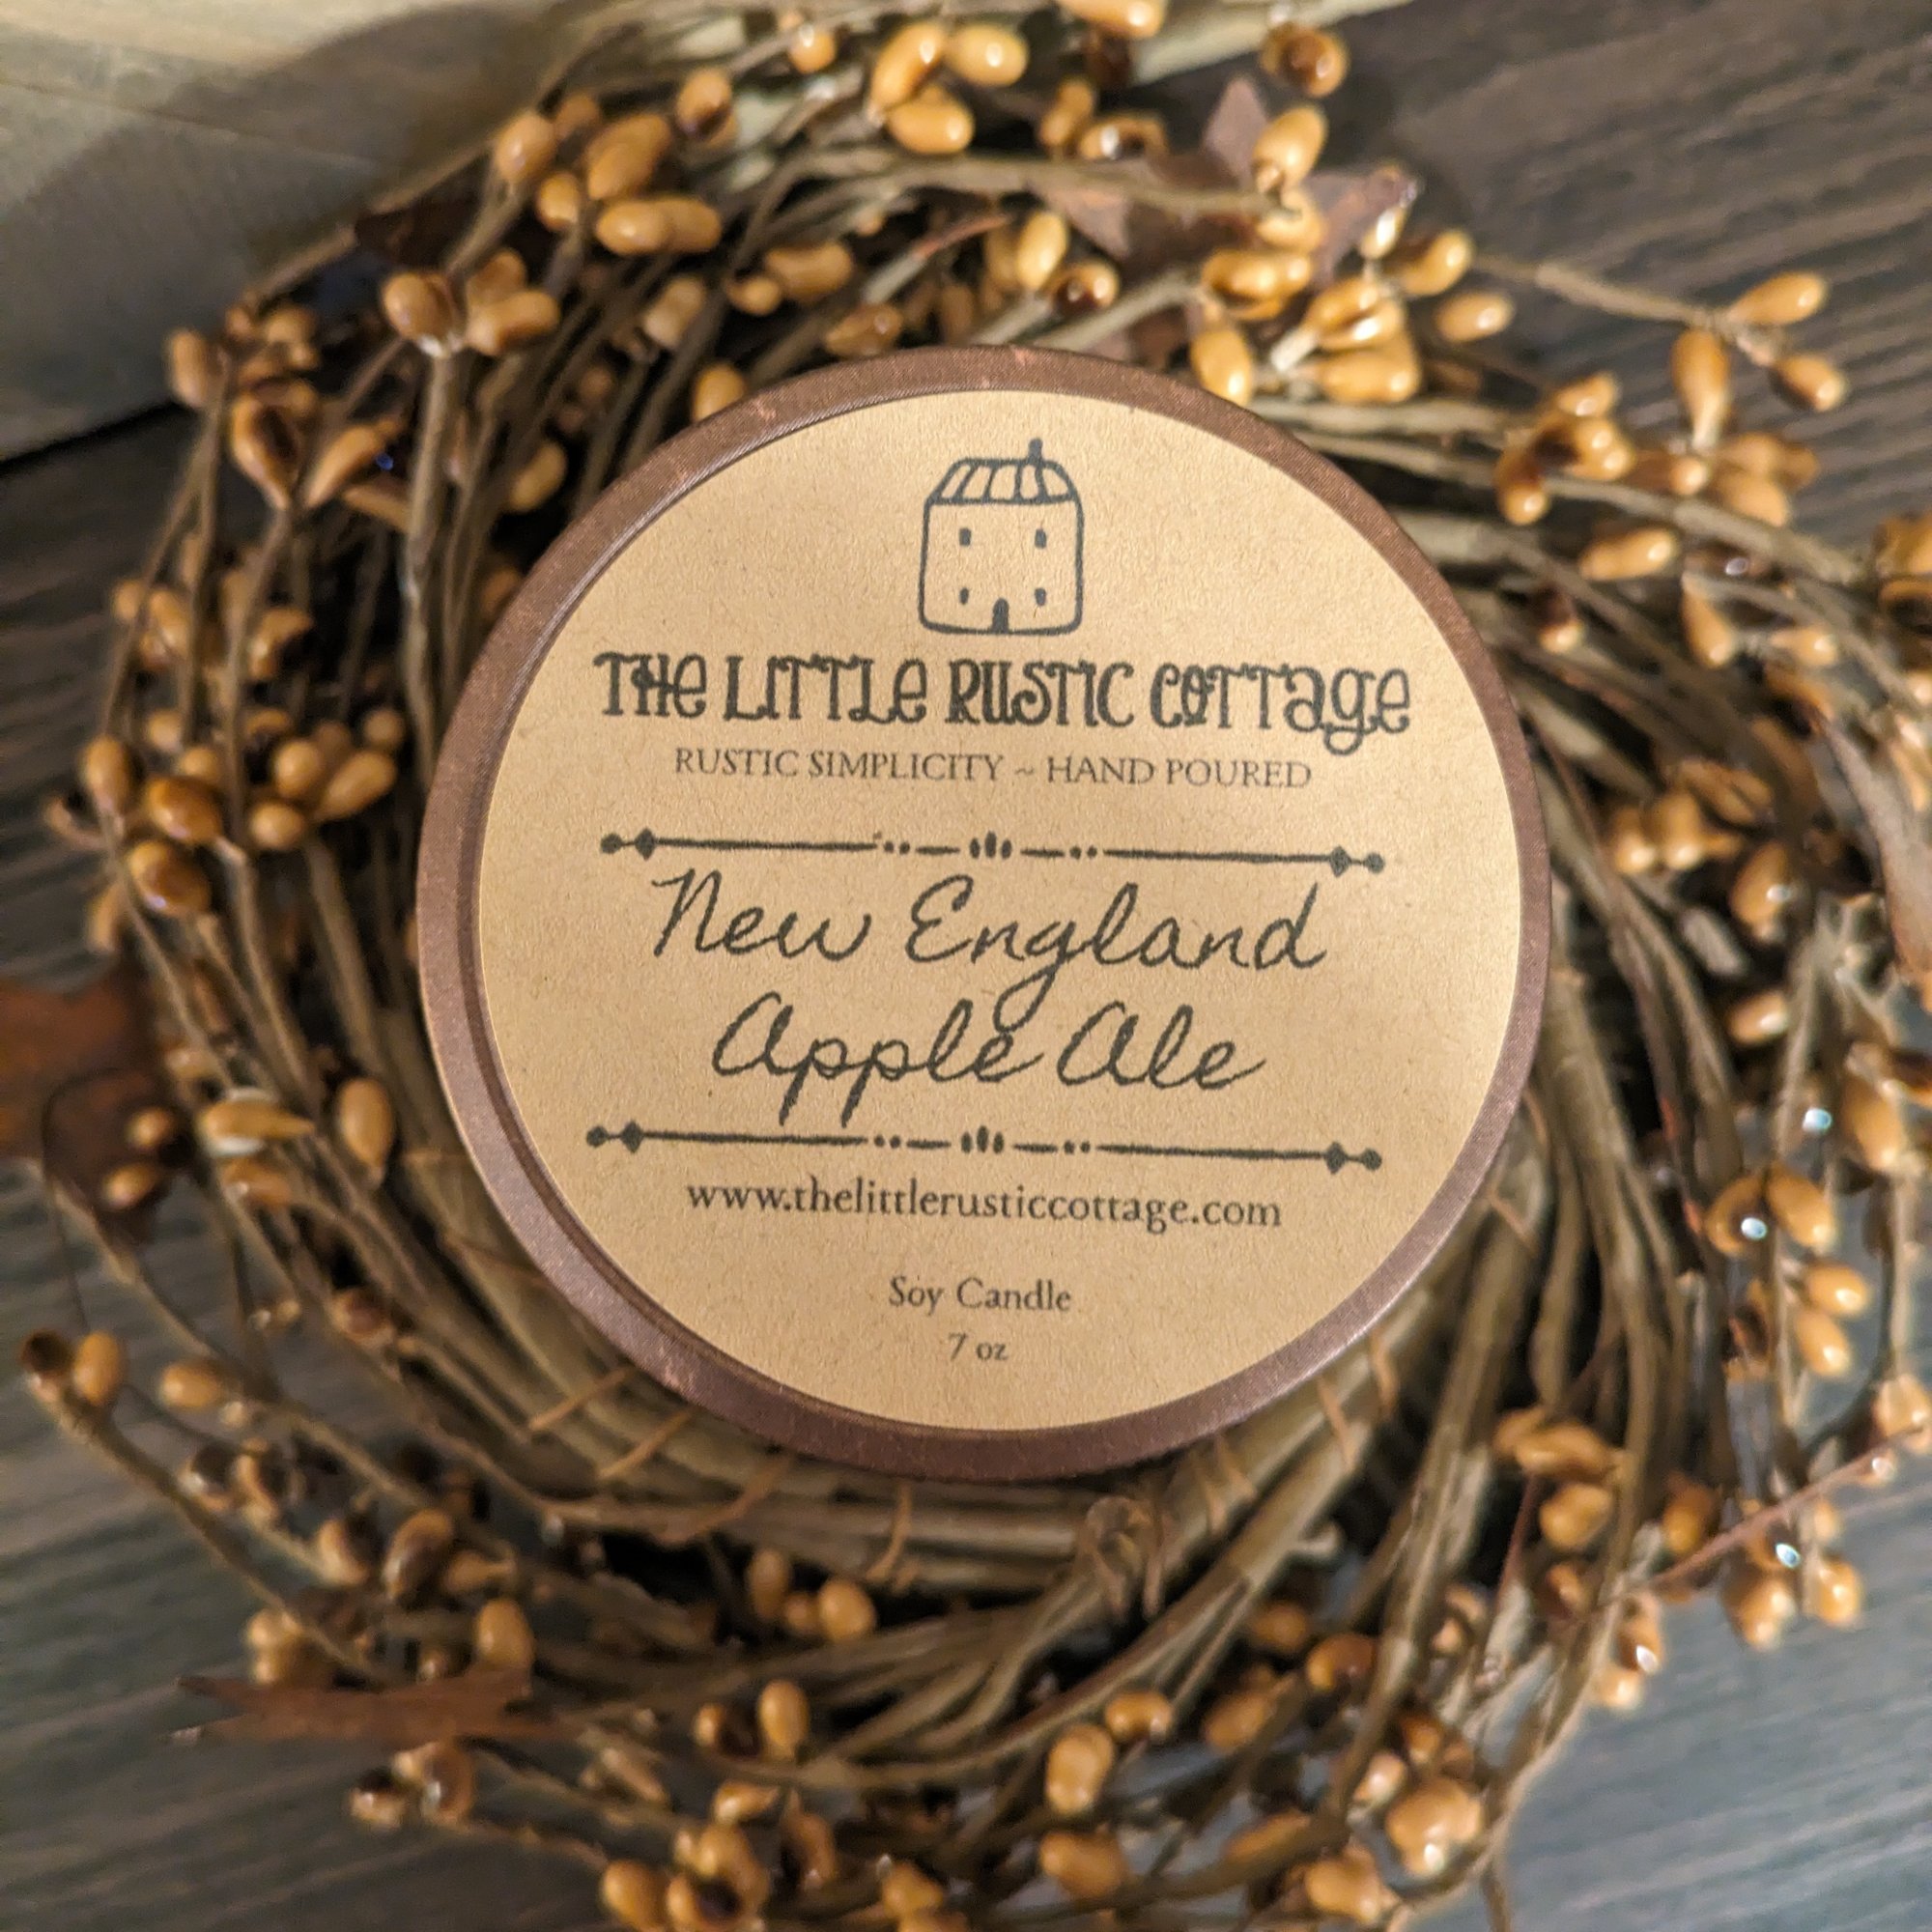 THE LITTLE RUSTIC COTTAGE
RUSTIC SIMPLICITY ~ HAND POURED
New England
Apple Ale
www.thelittlerusticcottage.com
Soy Candle
7 oz